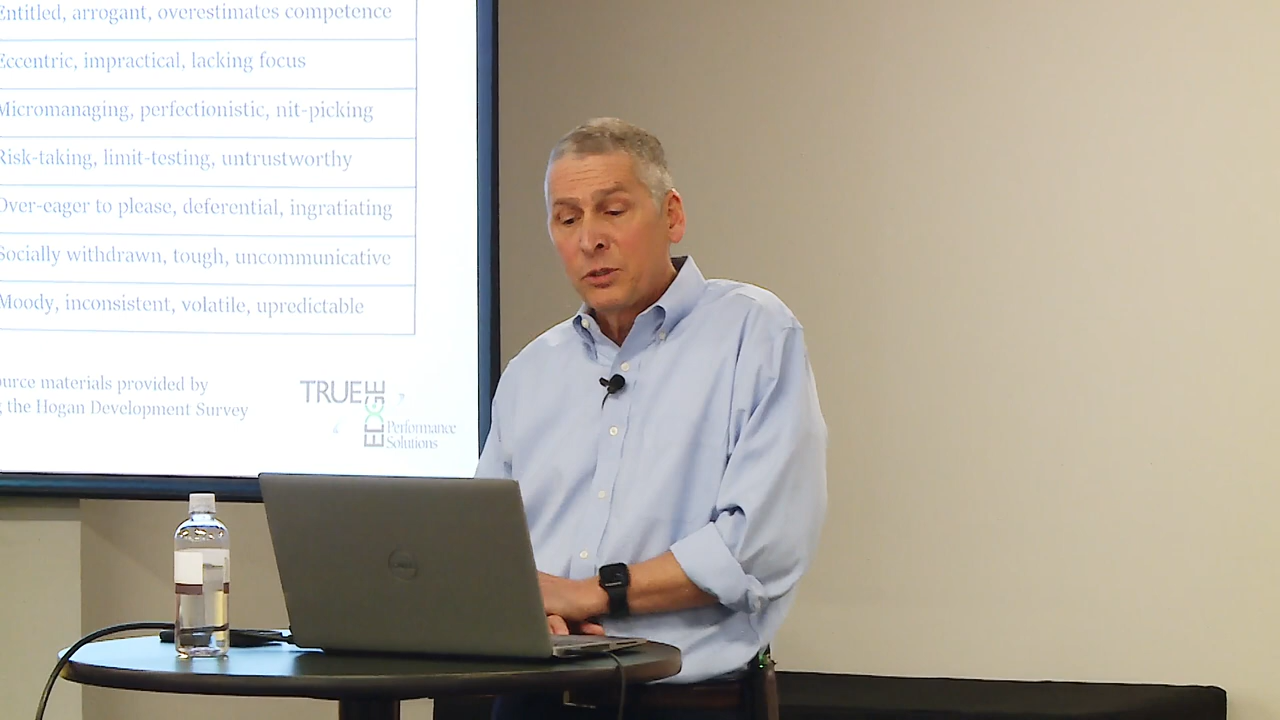 Entitled, arrogant, overestimates competence
Eccentric, impractical, lacking focus
Micromanaging, perfectionistic, nit-picking
Risk-taking, limit-testing, untrustworthy
Over-eager to please, deferential, ingratiating
Socially withdrawn, tough, uncommunicative
Moody, inconsistent, volatile, upredictable
urce materials provided by
the Hogan Development Survey
TRUE
EDGE
Performance
Solutions
DELL